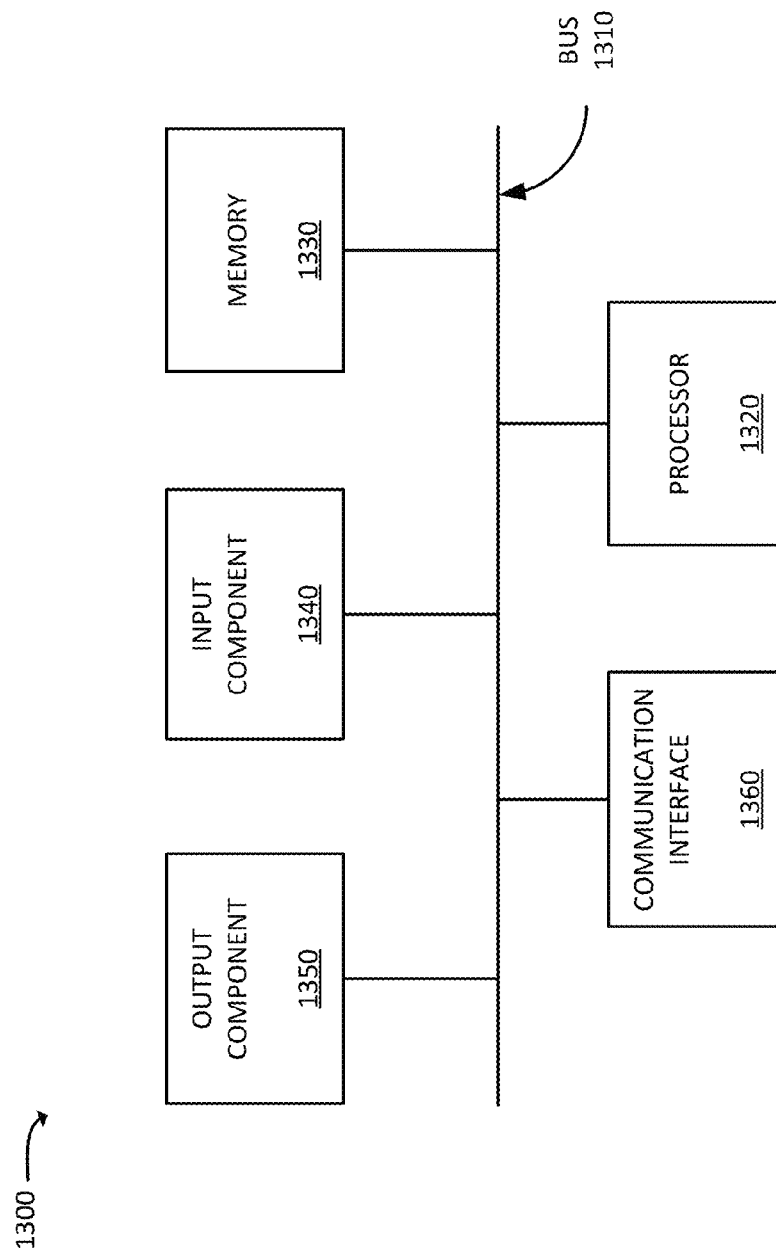 1300
OUTPUT
COMPONENT
1350
INPUT
COMPONENT
1340
MEMORY
1330
COMMUNICATION
INTERFACE
1360
PROCESSOR
1320
BUS
1310